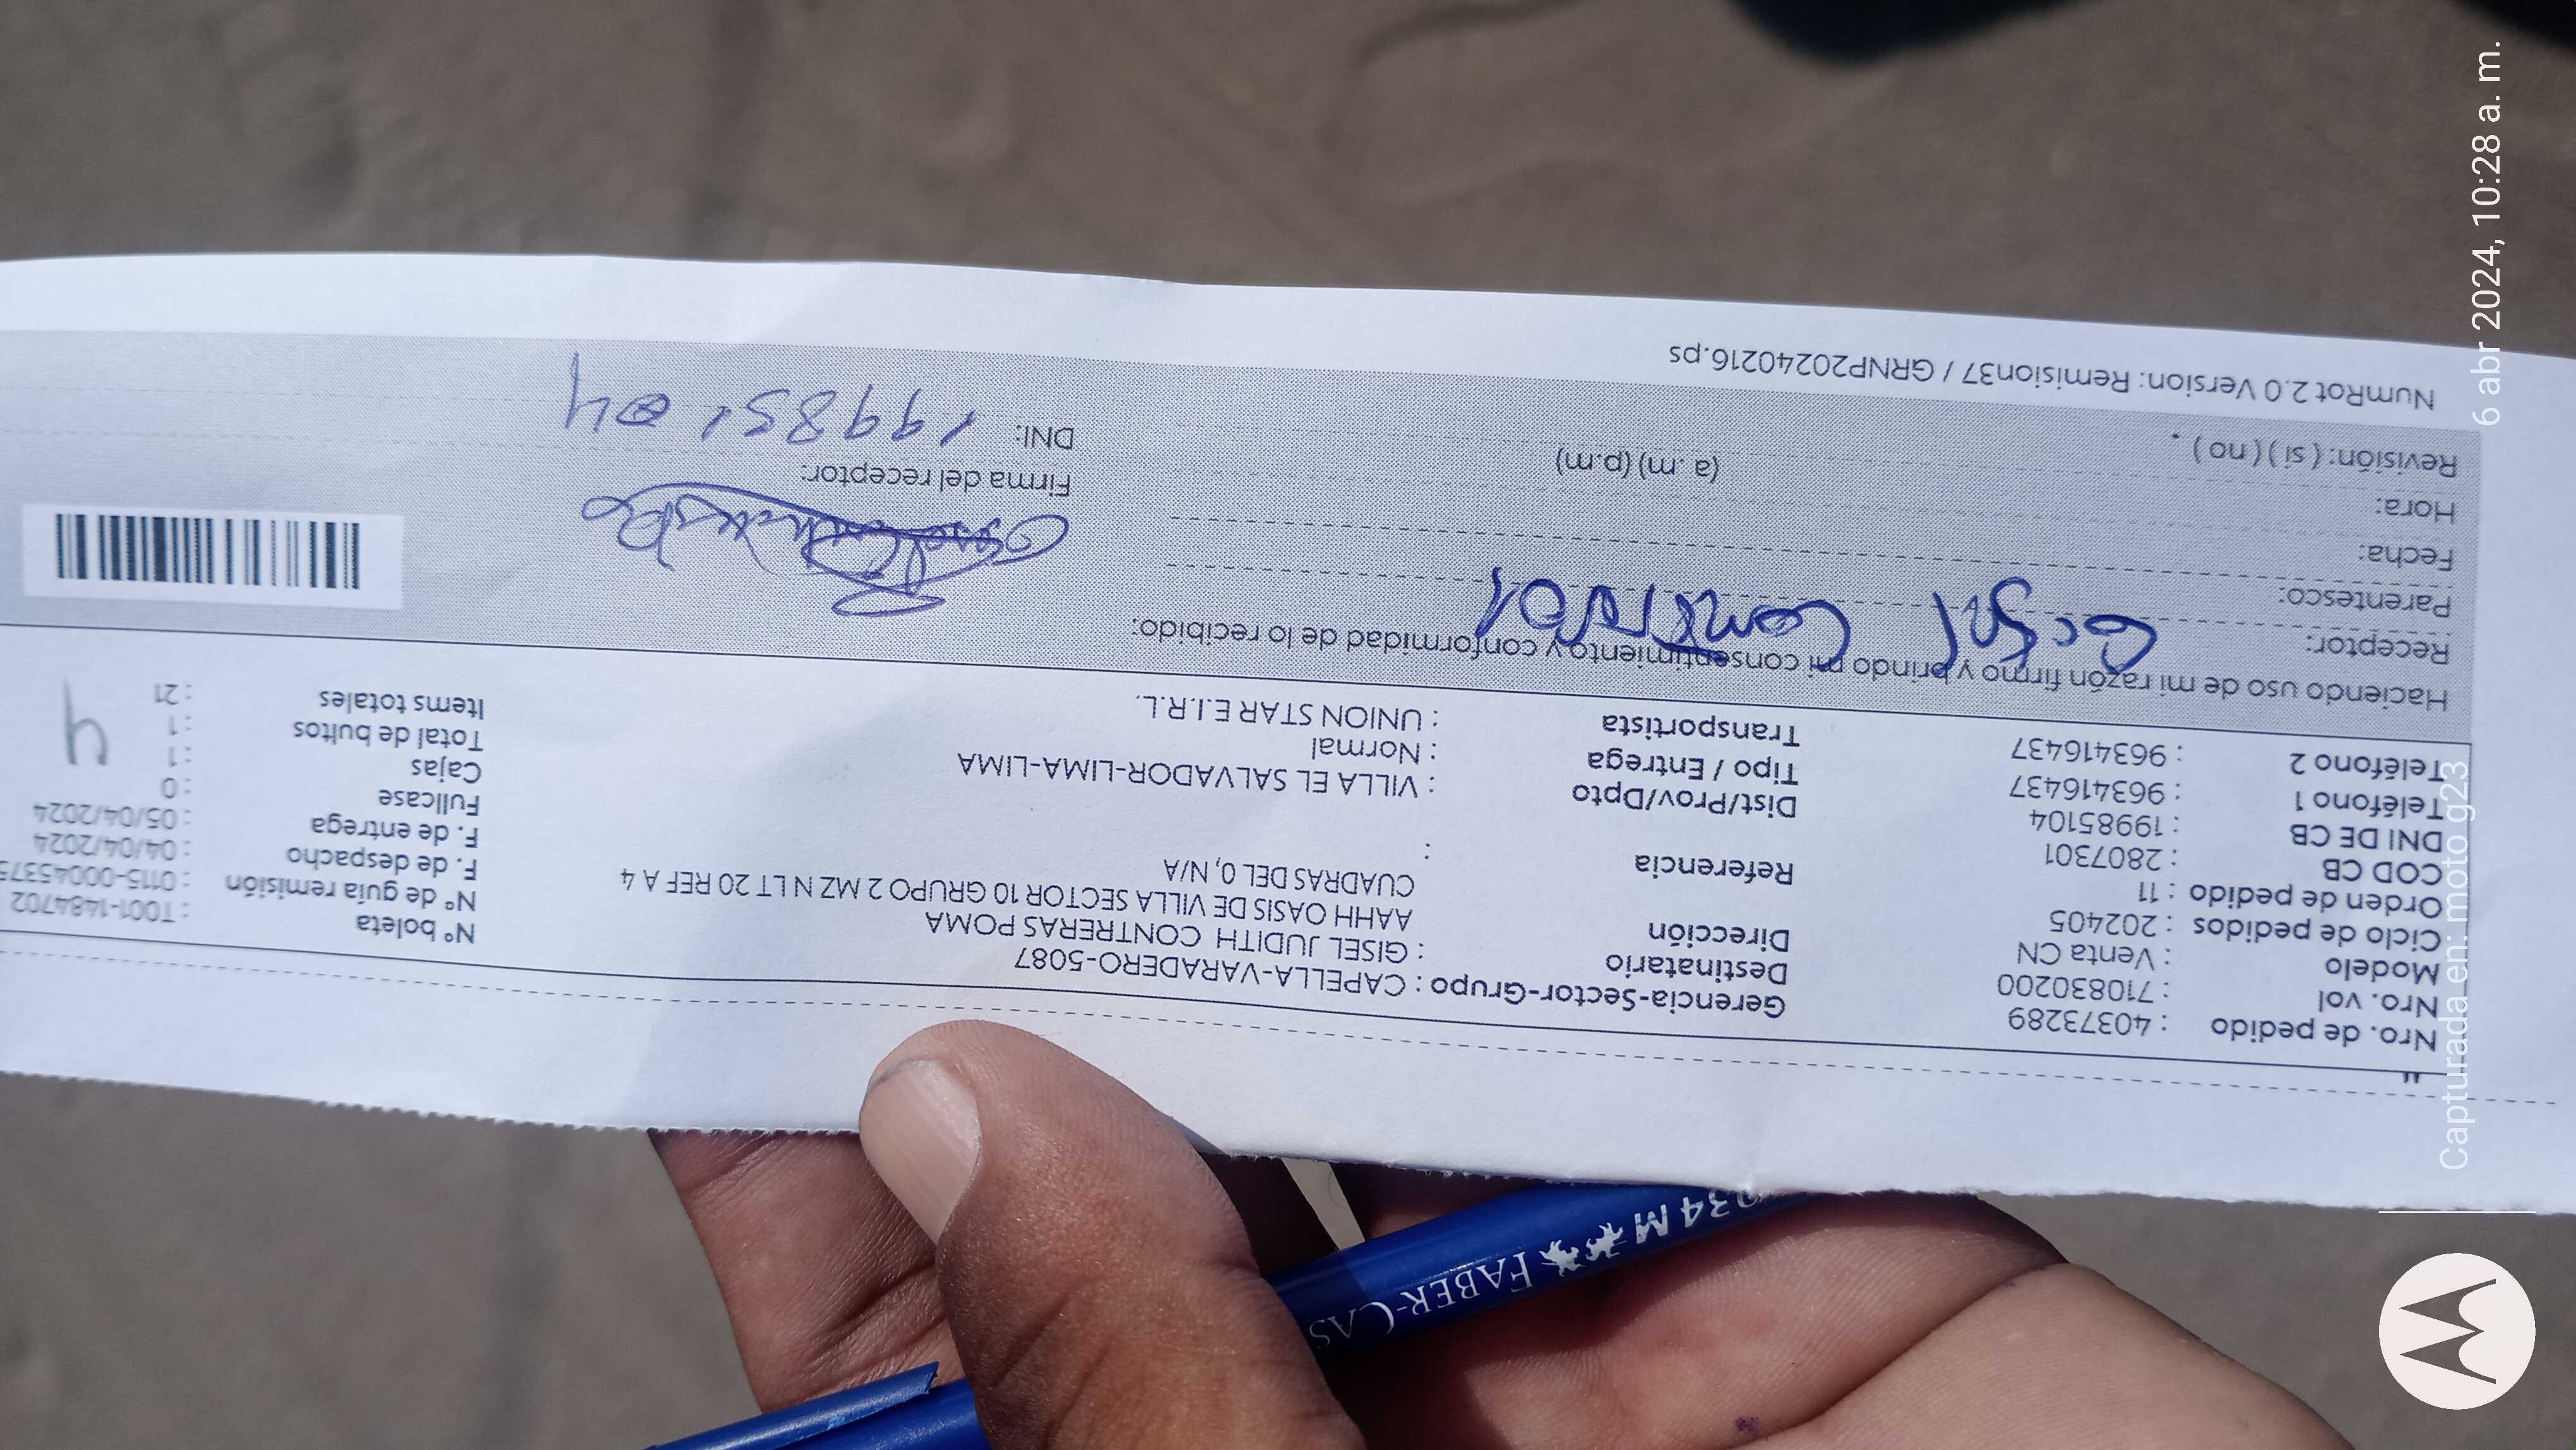 Nro. de pedido : 40373289
Nro. vol : 710830200
Modelo : Venta CN
Ciclo de pedidos : 202405
Orden de pedido : 11
COD CB : 2807301
DNI DE CB : 19985104
Teléfono 1 : 963416437
Teléfono 2 : 963416437
Gerencia-Sector-Grupo : CAPELLA-VARADERO-5087
Destinatario : GISEL JUDITH CONTRERAS POMA
Dirección AAHH OASIS DE VILLA SECTOR 10 GRUPO 2 MZ N LT 20 REF A 4
CUADRAS DEL 0, N/A
Referencia :
Dist/Prov/Dpto : VILLA EL SALVADOR-LIMA-LIMA
Tipo / Entrega : Normal
Transportista : UNION STAR E.I.R.L.
N° boleta : T001-1484702
N° de guia remisión : 0115-00045375
F. de despacho : 04/04/2024
F. de entrega : 05/04/2024
Fullcase : 0
Cajas : 1
Total de bultos : 1
Items totales : 21
4
Haciendo uso de mi razón firmo y brindo mi consentimiento y conformidad de lo recibido:
Receptor: Gisel Contreras
Parentesco:
Fecha:
Hora: (a. m) (p.m)
Revisión: ( si ) ( no )
Firma del receptor:
DNI: 19985104
NumRot 2.0 Version: Remision37 / GRNP20240216.ps
FABER-CAS
034 M
6 abr 2024, 10:28 a. m.
Capturada en: moto g23